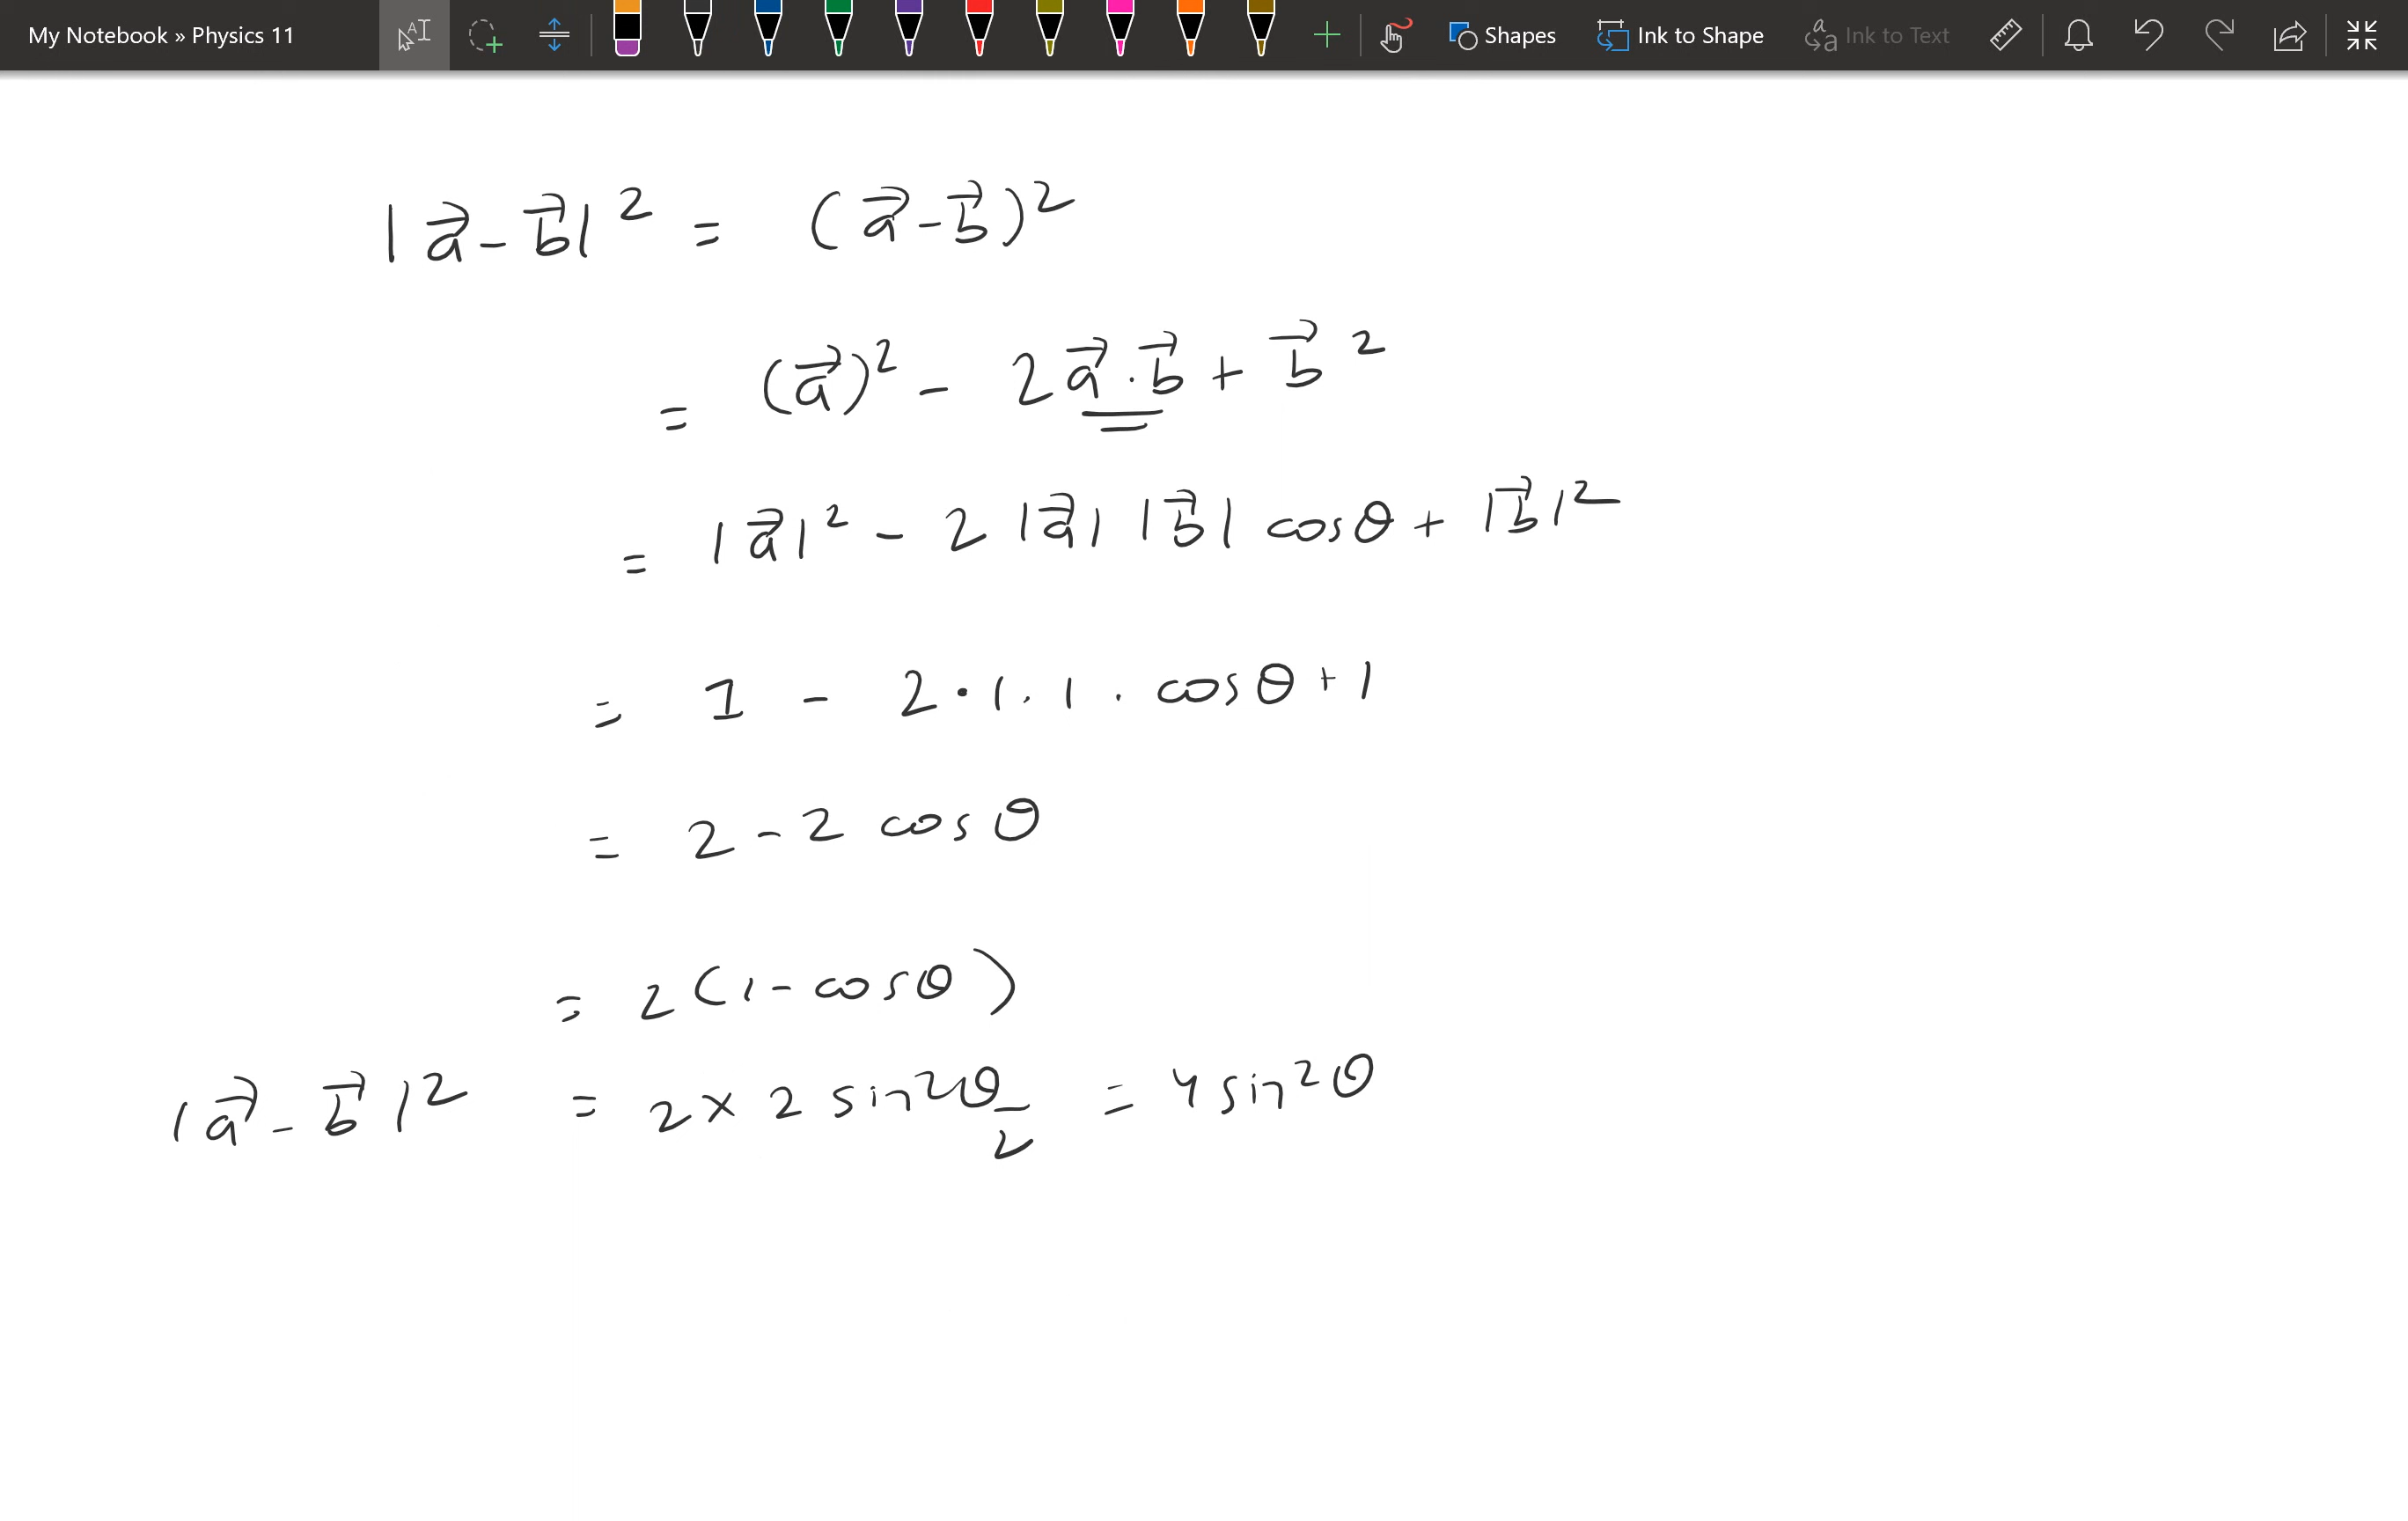 My Notebook » Physics 11 Shapes Ink to Shape Ink to Text
|a⃗ - b⃗|² = (a⃗ - b⃗)²
= (a⃗)² - 2a⃗.b⃗ + b⃗²
= |a⃗|² - 2|a⃗||b⃗| cosθ + |b⃗|²
= 1 - 2·1.1.cosθ + 1
= 2 - 2 cosθ
= 2(1 - cosθ)
|a⃗ - b⃗|² = 2 × 2 sin²θ/2 = 4 sin²θ